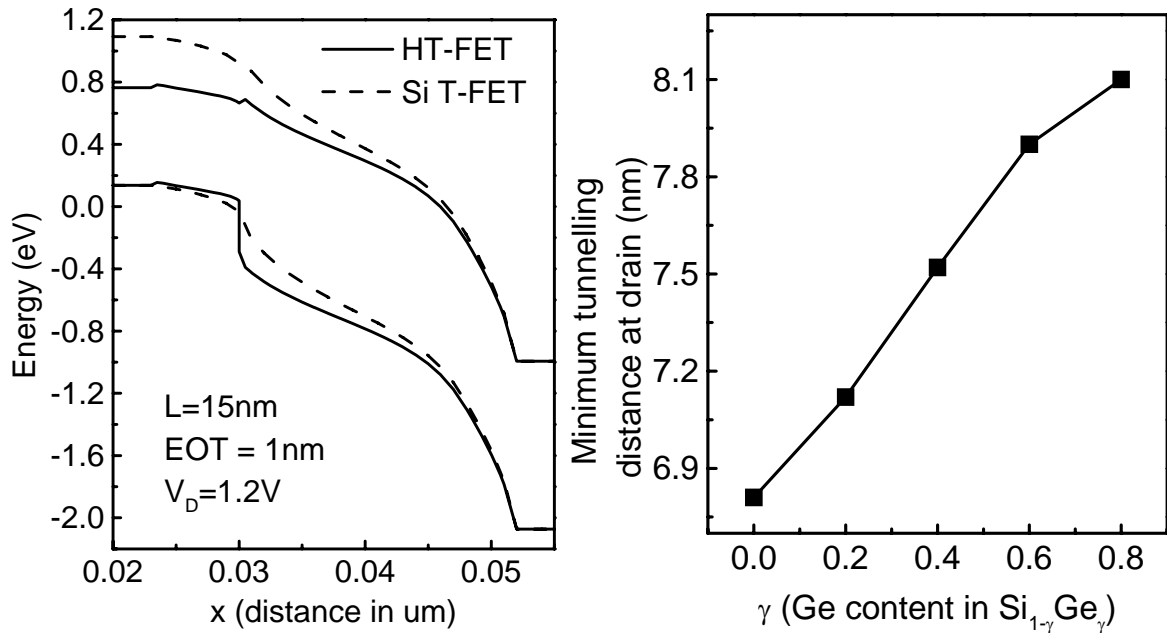 1.2
0.8
0.4
0.0
-0.4
-0.8
-1.2
-1.6
-2.0
Energy (eV)
HT-FET
Si T-FET
L=15nm
EOT = 1nm
V_D=1.2V
0.02 0.03 0.04 0.05
x (distance in um)
8.1
7.8
7.5
7.2
6.9
Minimum tunnelling
distance at drain (nm)
0.0 0.2 0.4 0.6 0.8
γ (Ge content in Si_{1-γ}Ge_γ)